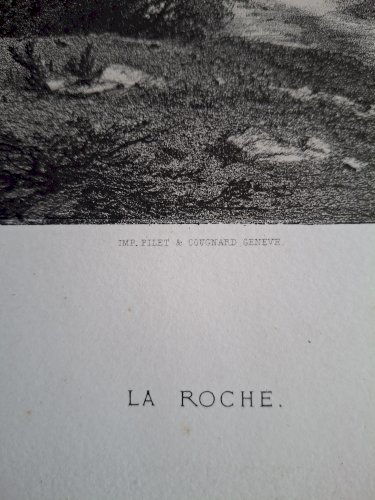 IMP. PILET & COUGNARD GENEVE.
LA ROCHE.